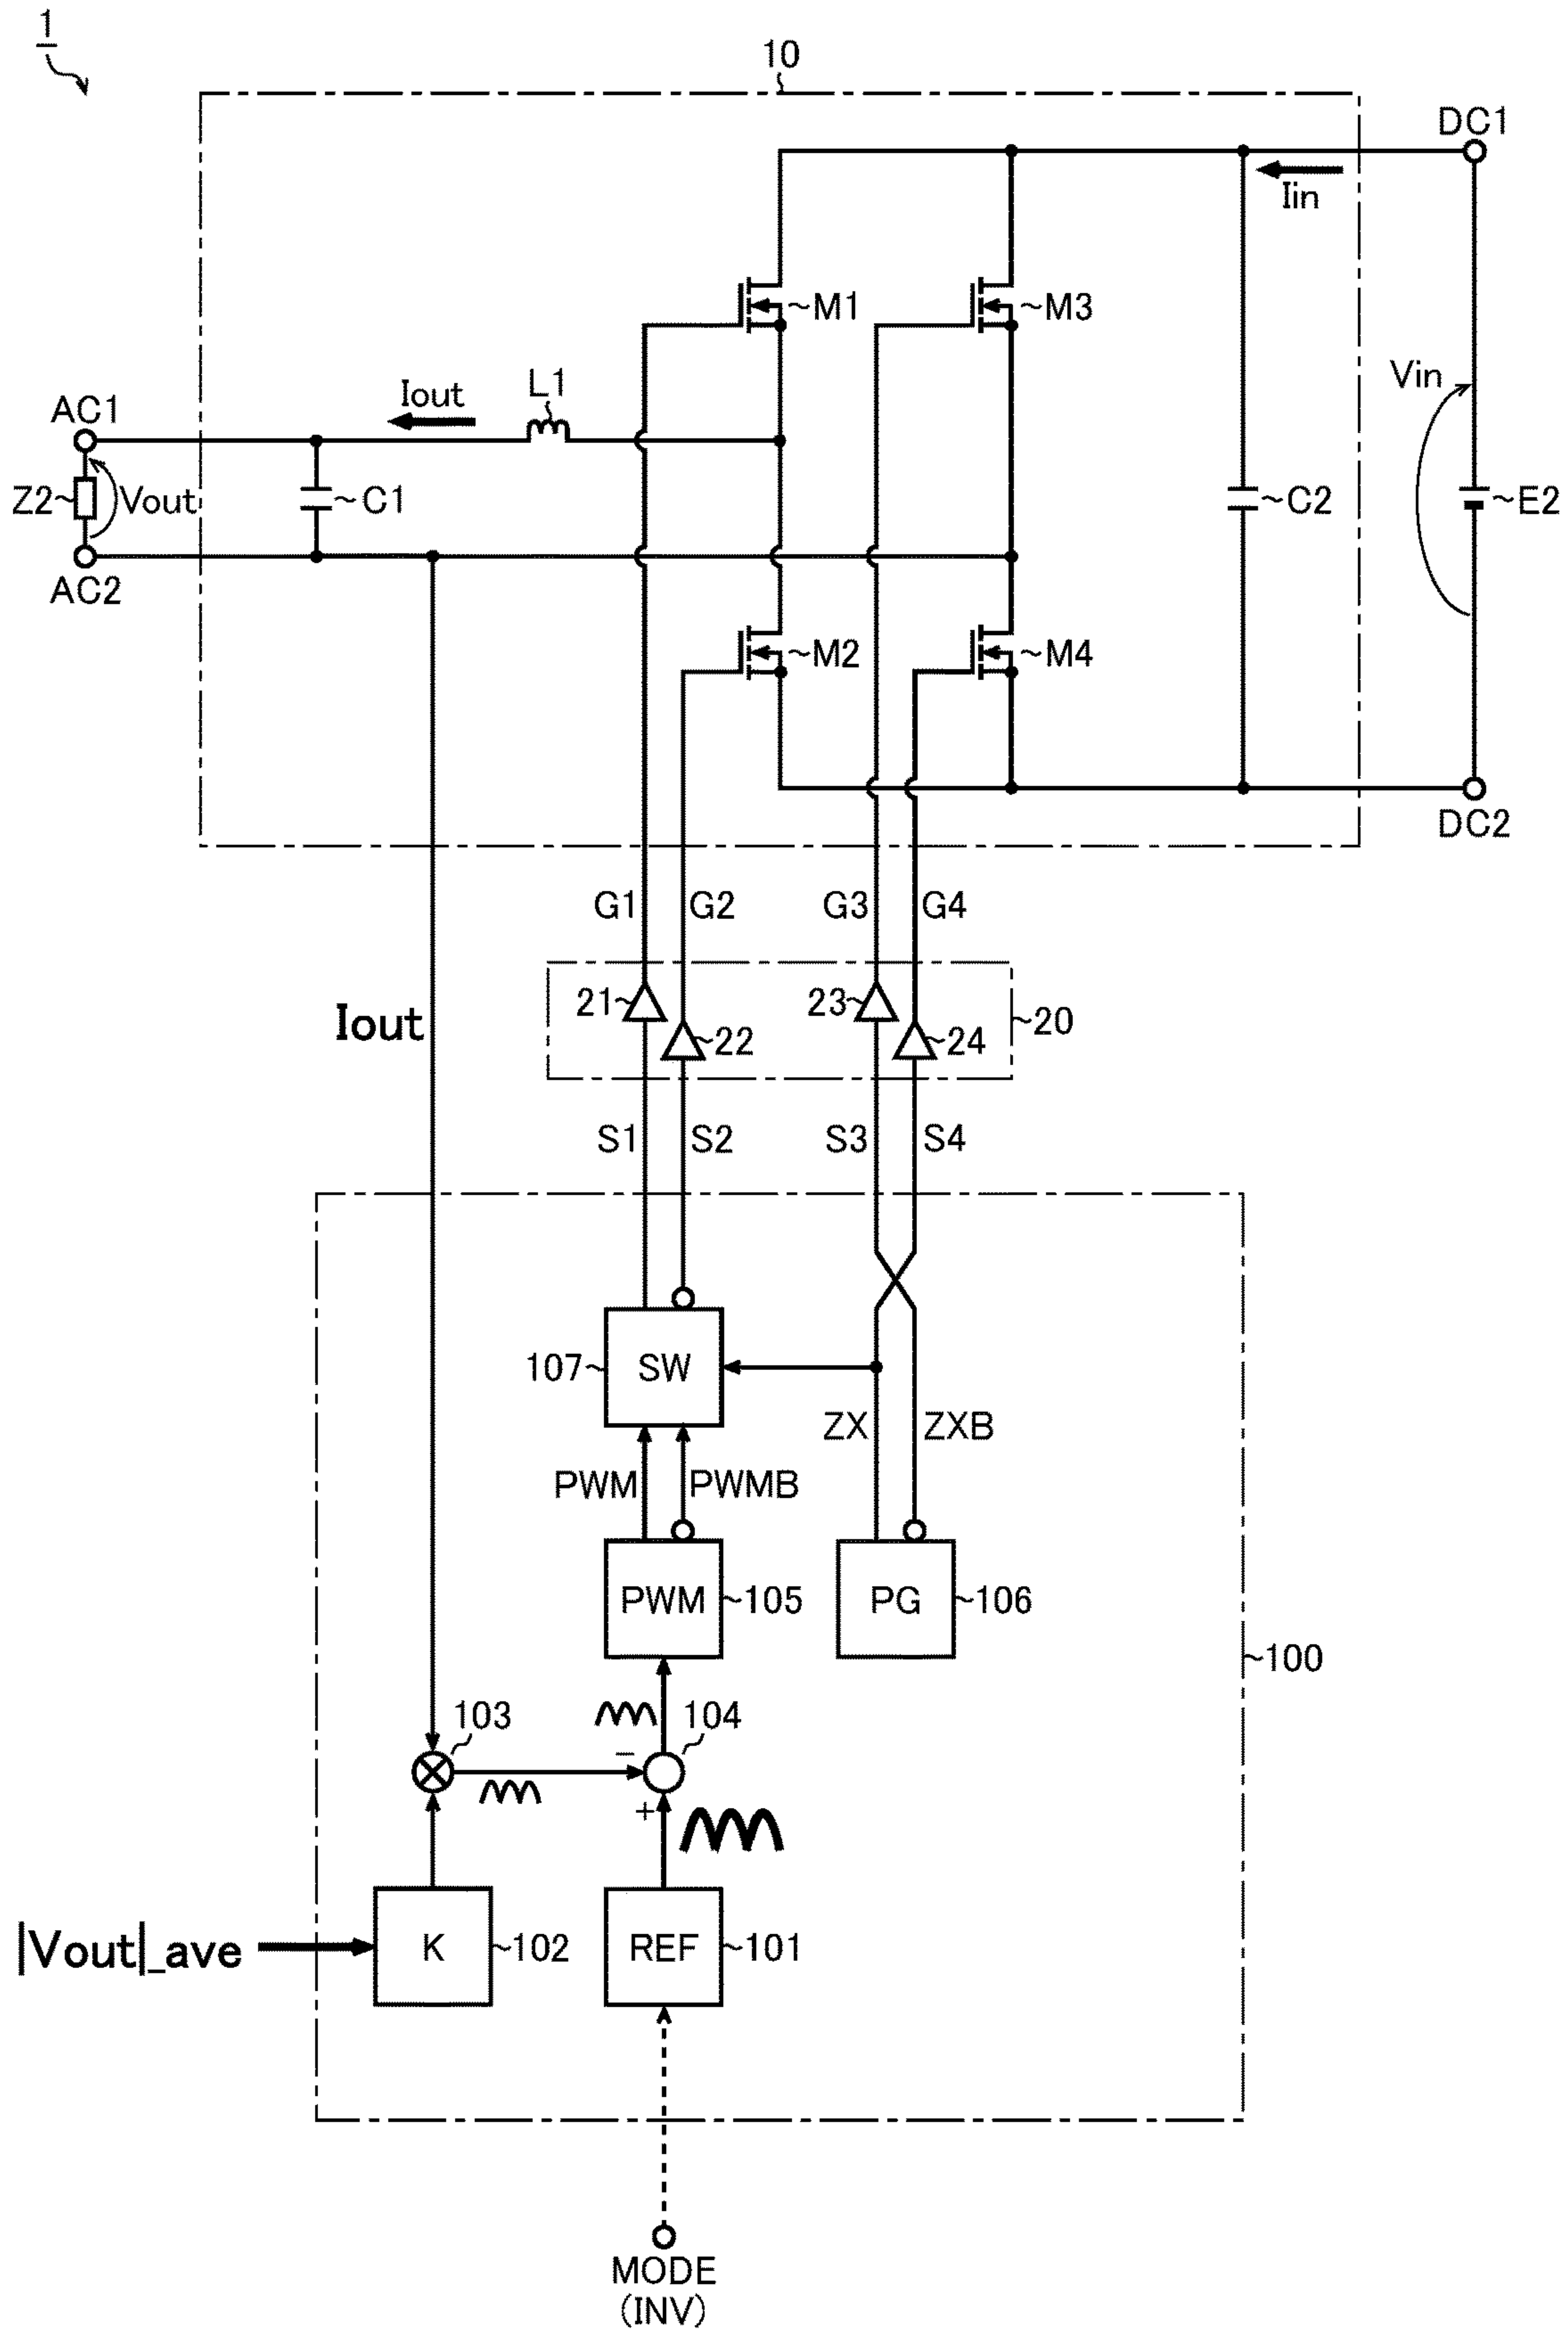 1
10
DC1
Iin
M1
M3
Vin
Iout
L1
AC1
Z2
Vout
C1
C2
E2
AC2
M2
M4
DC2
G1
G2
G3
G4
21
23
Iout
20
22
24
S1
S2
S3
S4
107
SW
ZX
ZXB
PWM
PWMB
PWM
105
PG
106
100
103
104
−
+
|Vout|_ave
K
102
REF
101
MODE
(INV)